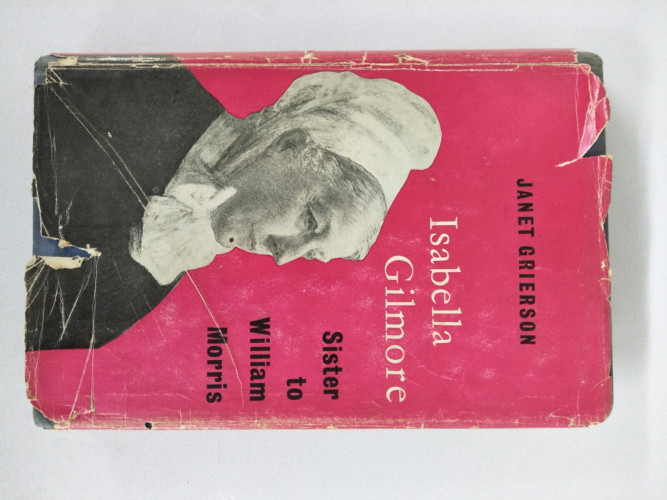 JANET GRIERSON
Isabella
Gilmore
Sister
to
William
Morris